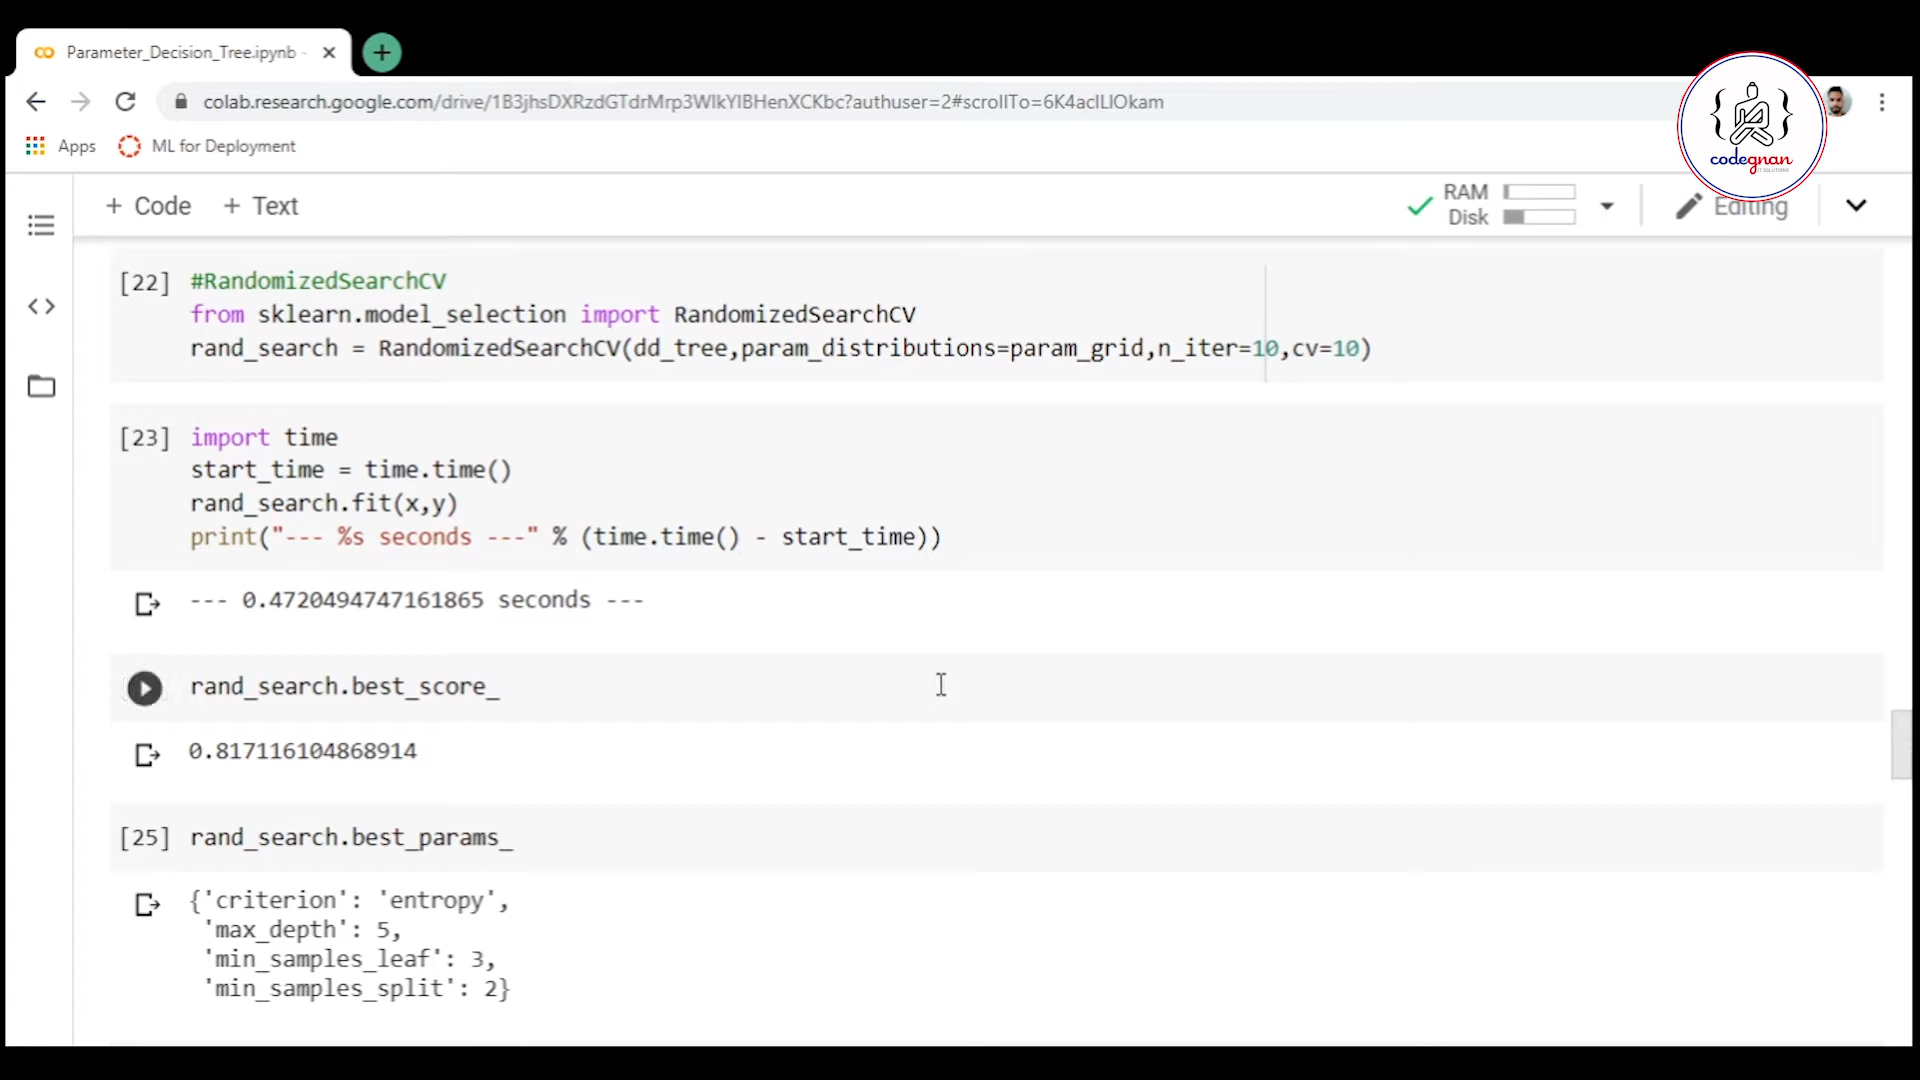 Parameter_Decision_Tree.ipynb -
colab.research.google.com/drive/1B3jhsDXRzdGTdrMrp3WIkYlBHenXCKbc?authuser=2#scrollTo=6K4aclLlOkam
Apps ML for Deployment
+ Code + Text
RAM
Disk
Editing
codegnan
IT SOLUTIONS
[22] #RandomizedSearchCV
from sklearn.model_selection import RandomizedSearchCV
rand_search = RandomizedSearchCV(dd_tree,param_distributions=param_grid,n_iter=10,cv=10)
[23] import time
start_time = time.time()
rand_search.fit(x,y)
print("--- %s seconds ---" % (time.time() - start_time))
--- 0.4720494747161865 seconds ---
rand_search.best_score_
0.817116104868914
[25] rand_search.best_params_
{'criterion': 'entropy',
'max_depth': 5,
'min_samples_leaf': 3,
'min_samples_split': 2}